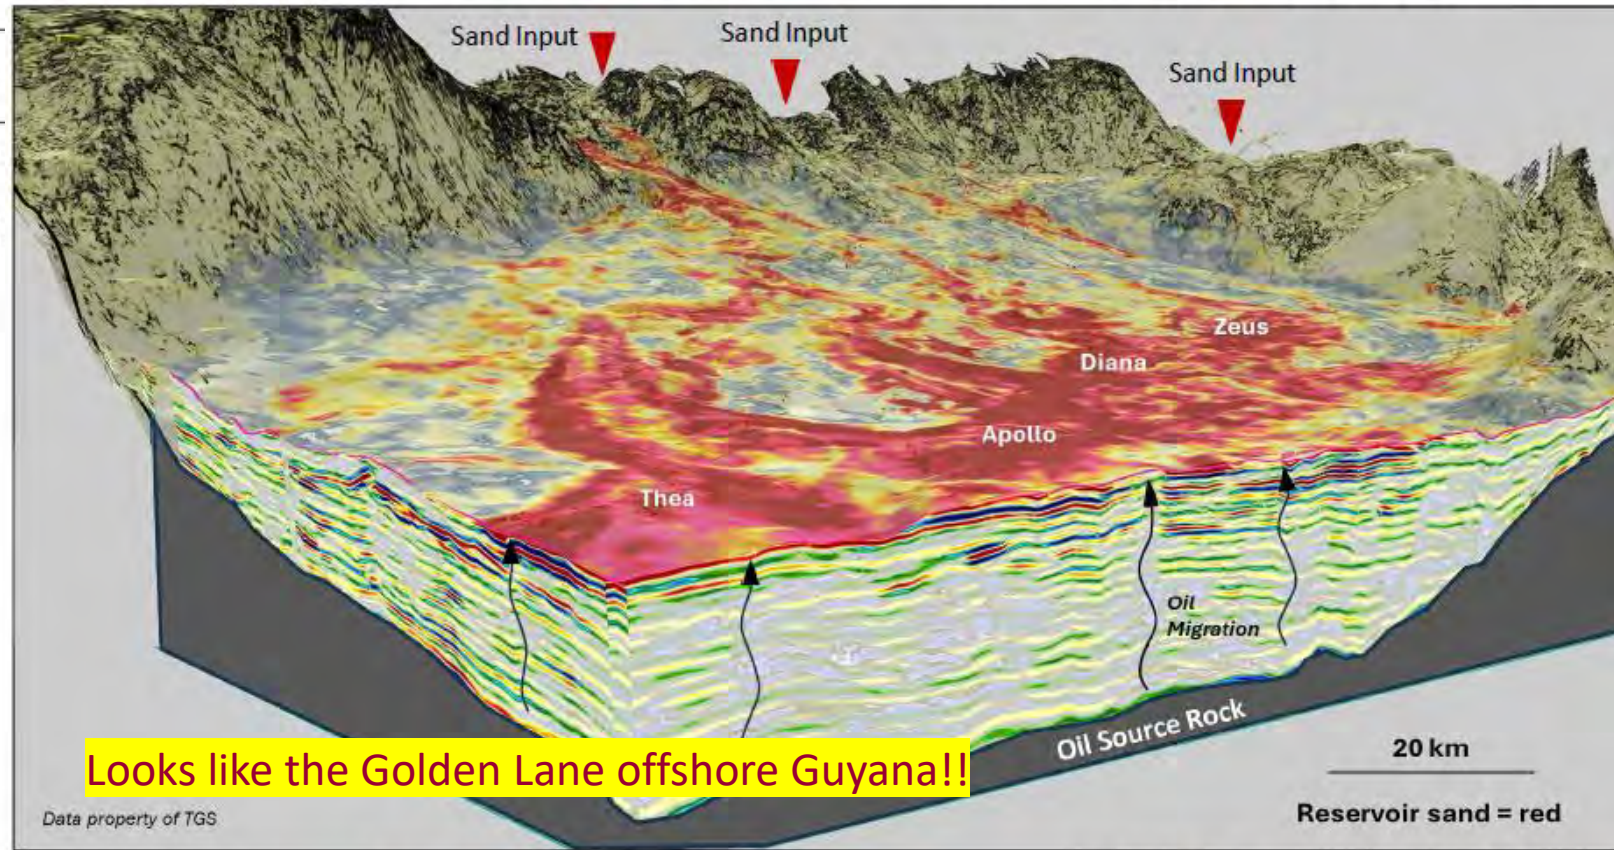 Sand Input
Sand Input
Sand Input
Zeus
Diana
Apollo
Thea
Oil
Migration
Oil Source Rock
Looks like the Golden Lane offshore Guyana!!
20 km
Data property of TGS
Reservoir sand = red